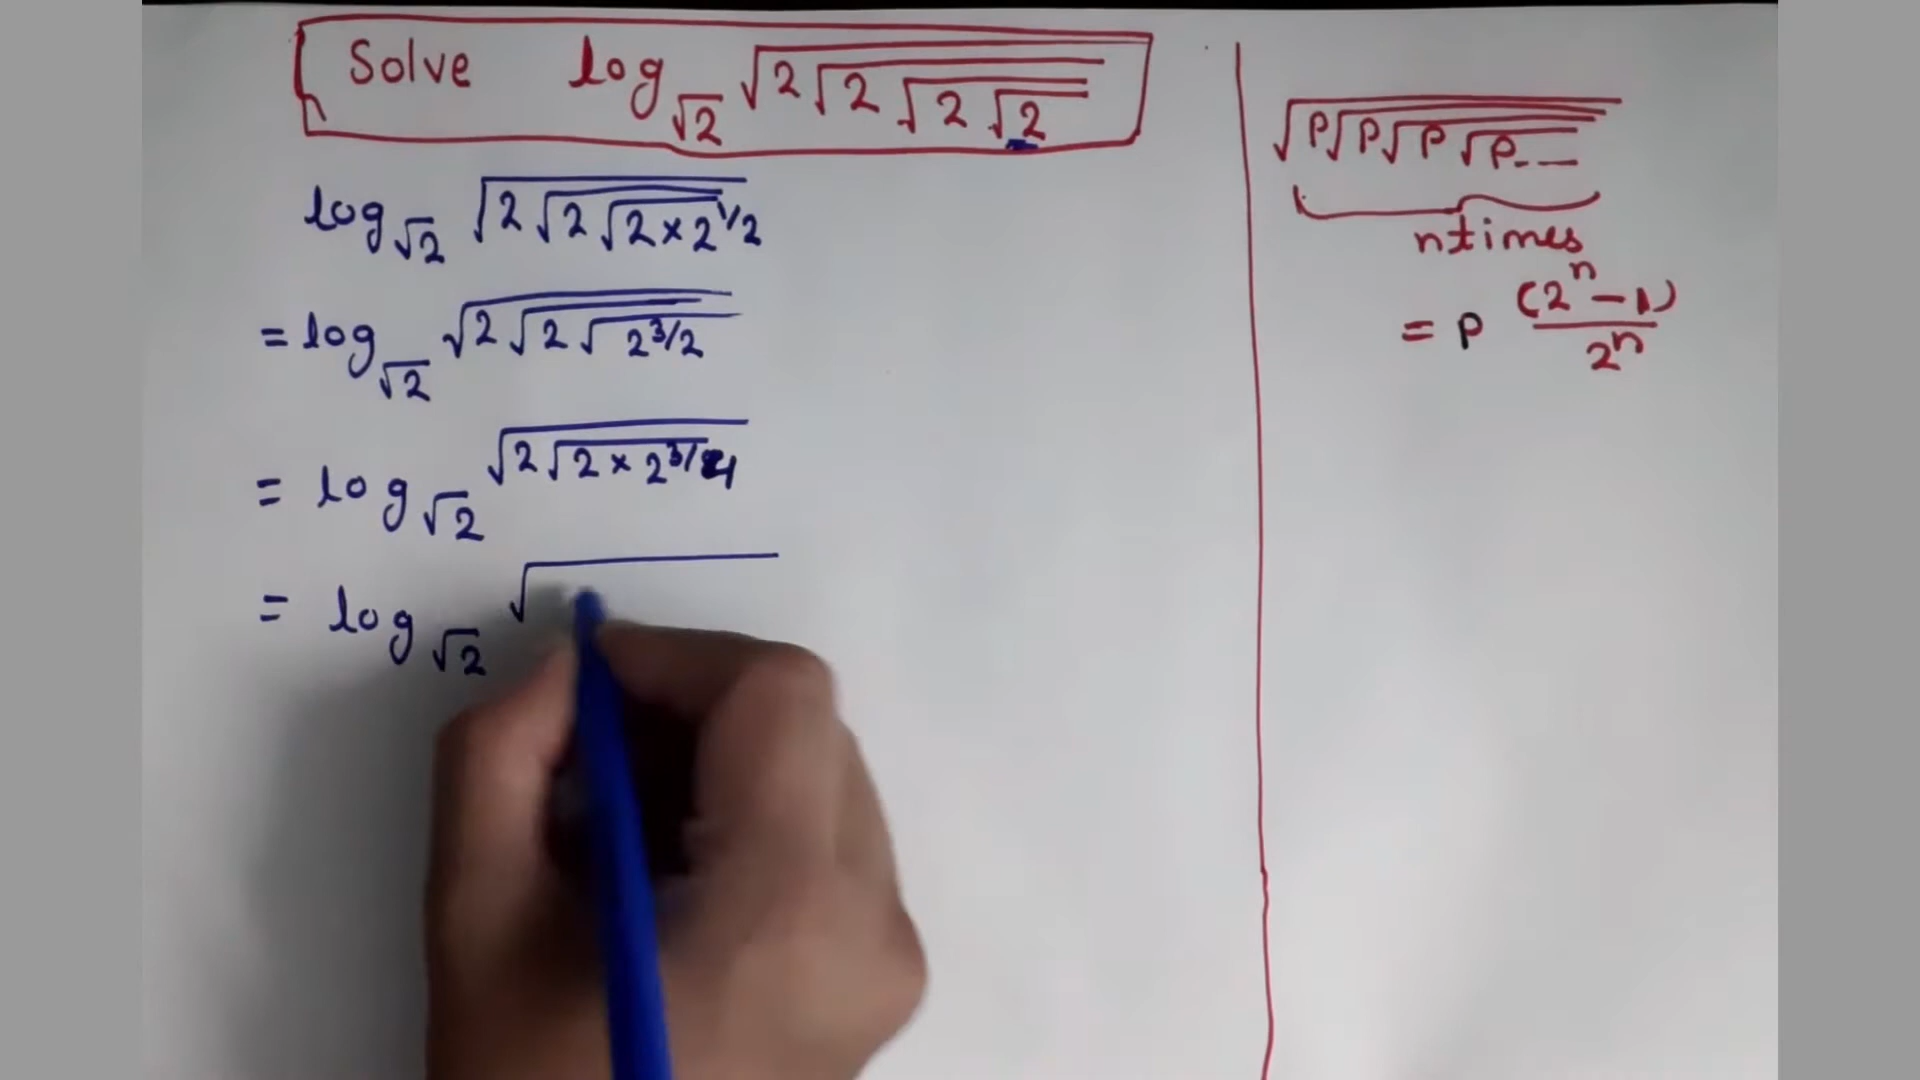 Solve log√2 √2√2√2√2
log√2 √2√2√2×2^1/2
= log√2 √2√2√2^3/2
= log√2 √2√2×2^3/4
= log√2 √
√P√P√P√P---
n times
= P (2^n - 1)
2^n